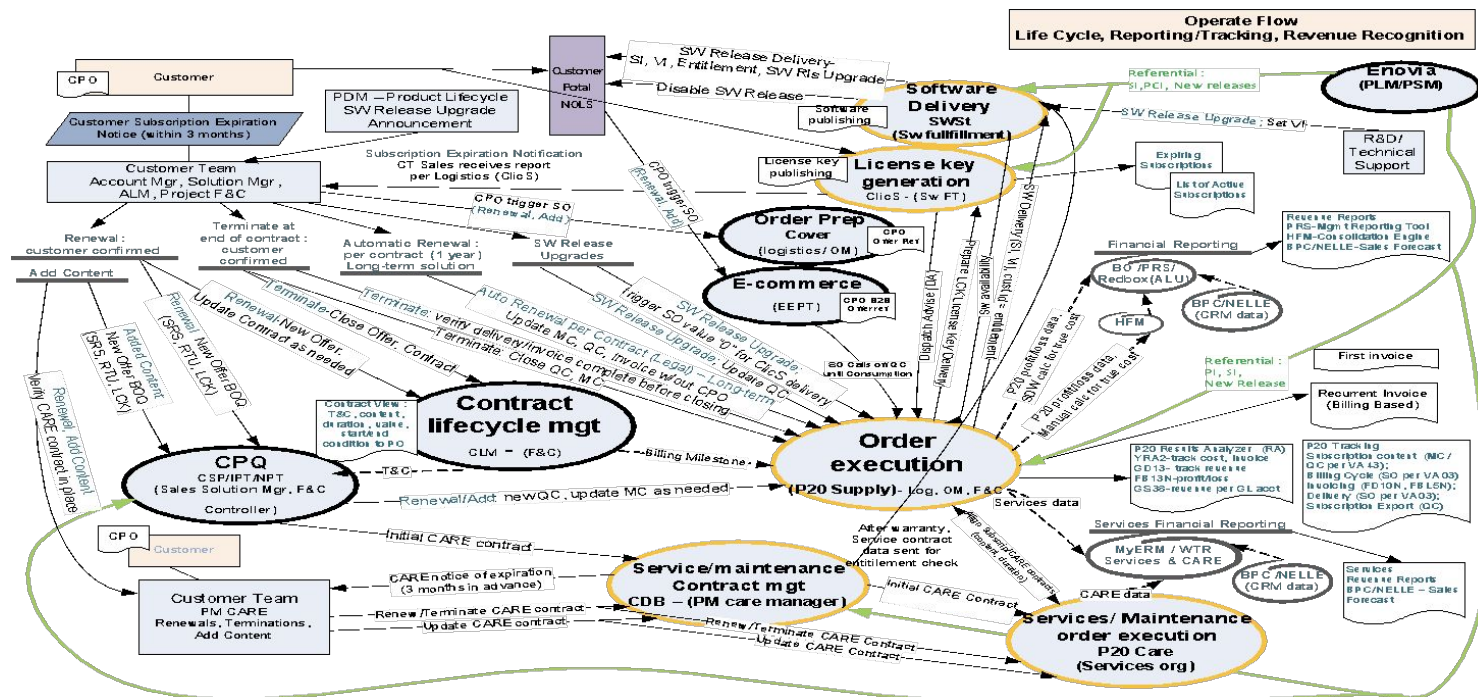 Operate Flow
Life Cycle, Reporting/Tracking, Revenue Recognition
CPO
Customer
Customer Subscription Expiration
Notice (within 3 months)
PDM – Product Lifecycle
SW Release Upgrade
Announcement
Customer
Portal
NOLS
SW Release Delivery–
SI, VI, Entitlement, SW Rls Upgrade
Disable SW Release
Software
publishing
Software
Delivery
SWSt
(Sw fullfillment)
Referential :
SI,PCI, New releases
Enovia
(PLM/PSM)
SW Release Upgrade; Set VI
R&D/
Technical
Support
Customer Team
Account Mgr, Solution Mgr,
ALM, Project F&C
Subscription Expiration Notification
CT Sales receives report
per Logistics (ClicS)
License key
publishing
License key
generation
ClicS - (Sw FT)
Expiring
Subscriptions
List of Active
Subscriptions
CPO trigger SO
(Renewal, Add)
CPO trigger SO
(Renewal, Add)
Order Prep
Cover
(logistics/ OM)
CPO
Offer Ref
E-commerce
(EEPT)
CPO B2B
Offer ref
Renewal :
customer confirmed
Add Content
Terminate at
end of contract :
customer
confirmed
Automatic Renewal :
per contract (1 year)
Long-term solution
SW Release
Upgrades
Financial Reporting
Revenue Reports
PRS-Mgmt Reporting Tool
HFM-Consolidation Engine
BPC/NELLE-Sales Forecast
BO /PRS/
Redbox(ALU)
HFM
BPC/NELLE
(CRM data)
Renewal, Add Content
Verify CARE contract in place
Added Content
New Offer BOQ
(SRS, RTU, LCK)
Renewal: New Offer BOQ
(SRS, RTU, LCK)
Renewal:New Offer,
Update Contract as needed
Terminate-Close Offer, Contract
Terminate: verify delivery/invoice complete
before closing
Terminate: Close QC, MC
Auto Renewal per Contract (Legal) – Long-term
Update MC, QC, Invoice w/out CPO
SW Release Upgrade: Update QC
SW Release Upgrade:
trigger SO value "0" for ClicS delivery
SO Calls off QC
until Consumption
Prepare LCK/License Key Delivery
SW available
P20 profit/loss data,
SDW calc for true cost
P20 profit/loss data,
Manual calc for true cost
Referential :
PI, SI,
New Release
First invoice
Recurrent Invoice
(Billing Based)
Contract View :
T&C, content,
duration, value,
start/end
condition to PO
Contract
lifecycle mgt
CLM – (F&C)
T&C
Billing Milestone
Order
execution
(P20 Supply)- Log, OM, F&C
CPQ
CSP/IPT/NPT
(Sales Solution Mgr, F&C
Controller)
Renewal/Add: new QC, update MC as needed
P20 Results Analyzer (RA)
YRA2-track cost, Invoice
GD13- track revenue
FB13N-profit/loss
GS38-revenue per GL acct
P20 Tracking
Subscription content (MC /
QC per VA43);
Billing Cycle (SO per VA03)
Invoicing (FD10N, FBL5N);
Delivery (SO per VA03);
Subscription Export (QC)
Services data
Services Financial Reporting
MyERM / WTR
Services & CARE
BPC /NELLE
(CRM data)
Services
Revenue Reports
BPC/NELLE – Sales
Forecast
Initial CARE contract
After warranty,
Service contract
data sent for
entitlement check
CPO
Customer
Customer Team
PM CARE
Renewals, Terminations,
Add Content
CARE notice of expiration
(3 months in advance)
Renew/Terminate CARE contract
Update CARE contract
Service/maintenance
Contract mgt
CDB – (PM care manager)
Initial CARE Contract
Renew/Terminate CARE Contract
Update CARE Contract
CARE data
Services/ Maintenance
order execution
P20 Care
(Services org)